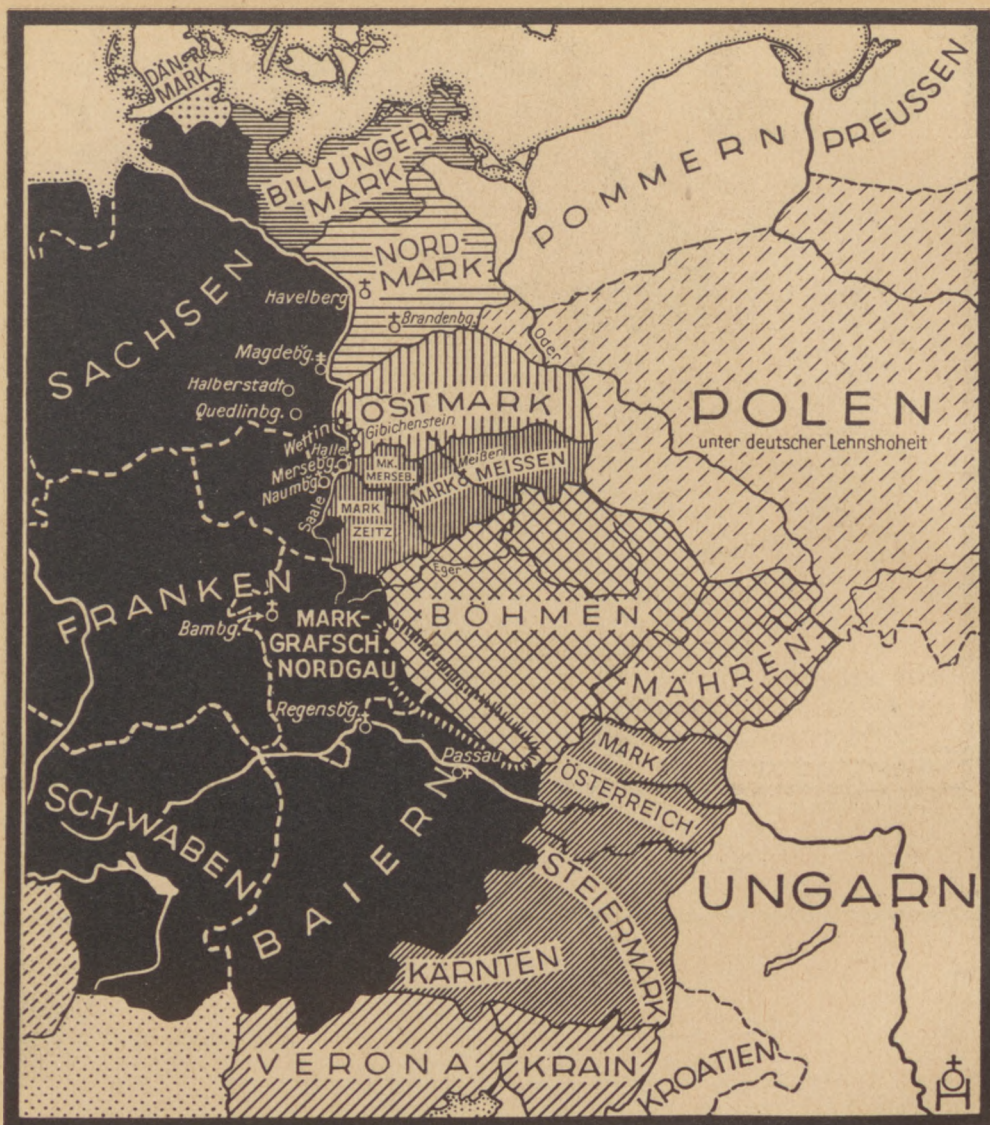 DÄN-
MARK
BILLUNGER
MARK
POMMERN
PREUSSEN
NORD-
MARK
Havelberg
Brandenbg.
Oder
SACHSEN
Magdebg.
Halberstadt
Quedlinbg.
OSTMARK
Gibichenstein
Wettin
Halle
Mersebg.
Naumbg.
Saale
MK.
MERSEB.
Meißen
MARK MEISSEN
MARK
ZEITZ
POLEN
unter deutscher Lehnshoheit
Eger
FRANKEN
Bambg.
MARK-
GRAFSCH.
NORDGAU
BÖHMEN
MÄHREN
Regensbg.
Passau
MARK
ÖSTERREICH
SCHWABEN
BAIERN
STEIERMARK
UNGARN
KÄRNTEN
VERONA
KRAIN
KROATIEN